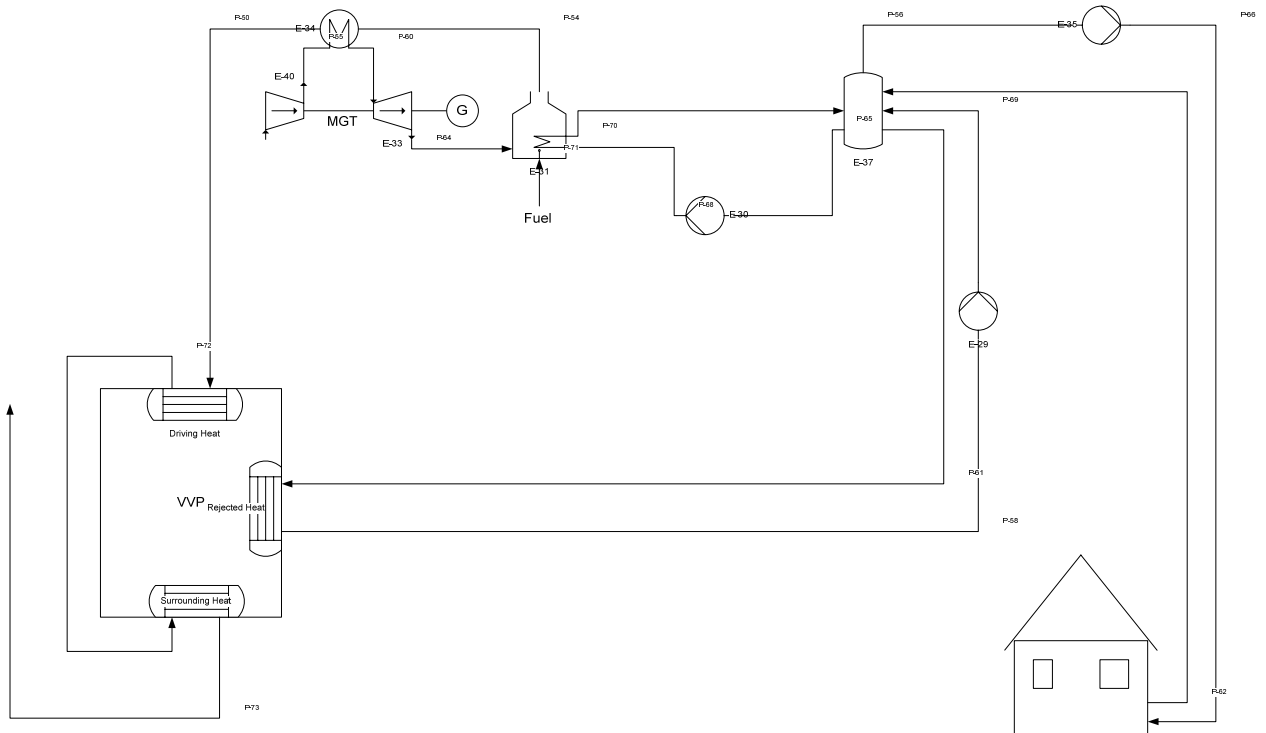 P-50
P-54
P-56
P-66
E-34
P-55
P-60
E-35
E-40
MGT
G
E-33
P-64
P-70
P-71
E-31
Fuel
P-65
E-37
P-69
P-68
E-30
E-29
P-72
Driving Heat
VVP
Rejected Heat
P-61
P-58
Surrounding Heat
P-73
P-62